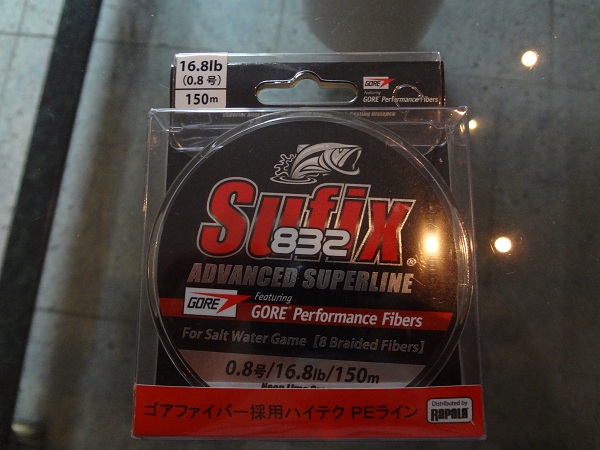 16.8lb
(0.8 号)
150m
GORE
Featuring
GORE Performance Fibers
Sufix
832
®
ADVANCED SUPERLINE
GORE
Featuring
GORE® Performance Fibers
For Salt Water Game [8 Braided Fibers]
0.8号/16.8lb/150m
ゴアファイバー採用ハイテク PEライン
Distributed by
RAPALA